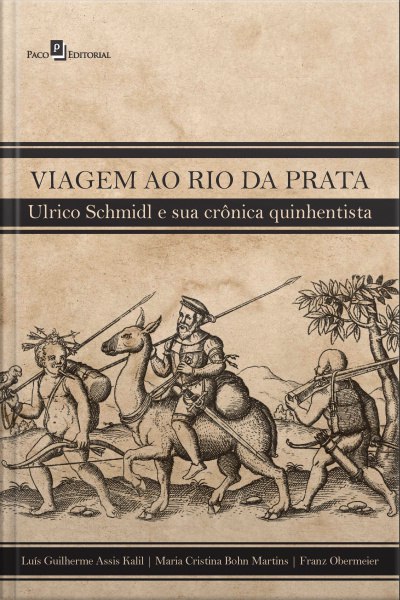 PACO EDITORIAL
VIAGEM AO RIO DA PRATA
Ulrico Schmidl e sua crônica quinhentista
Luís Guilherme Assis Kalil | Maria Cristina Bohn Martins | Franz Obermeier